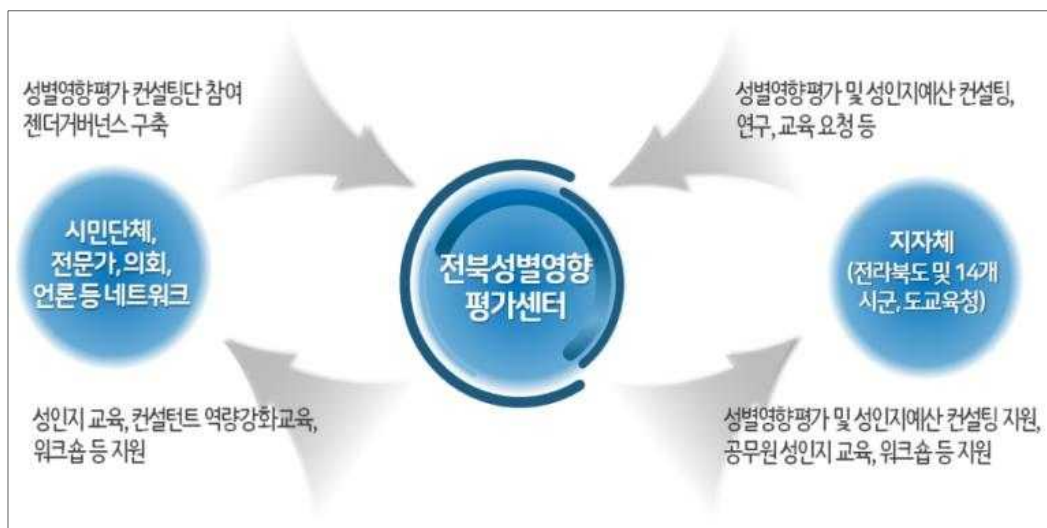 성별영향평가 컨설팅단 참여
젠더거버넌스 구축
성별영향평가 및 성인지예산 컨설팅,
연구, 교육 요청 등
시민단체,
전문가, 의회,
언론 등 네트워크
전북성별영향
평가센터
지자체
(전라북도 및 14개
시군, 도교육청)
성인지 교육, 컨설턴트 역량강화교육,
워크숍 등 지원
성별영향평가 및 성인지예산 컨설팅 지원,
공무원 성인지 교육, 워크숍 등 지원